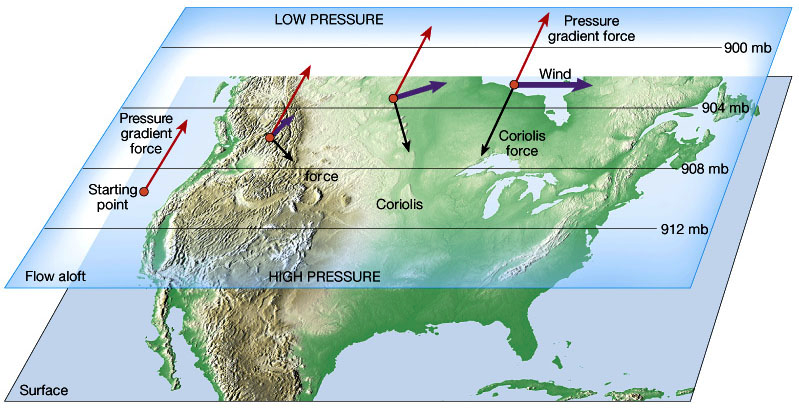 LOW PRESSURE
Pressure
gradient force
900 mb
Wind
904 mb
Pressure
gradient
force
Coriolis
force
908 mb
force
Starting
point
Coriolis
912 mb
Flow aloft
HIGH PRESSURE
Surface